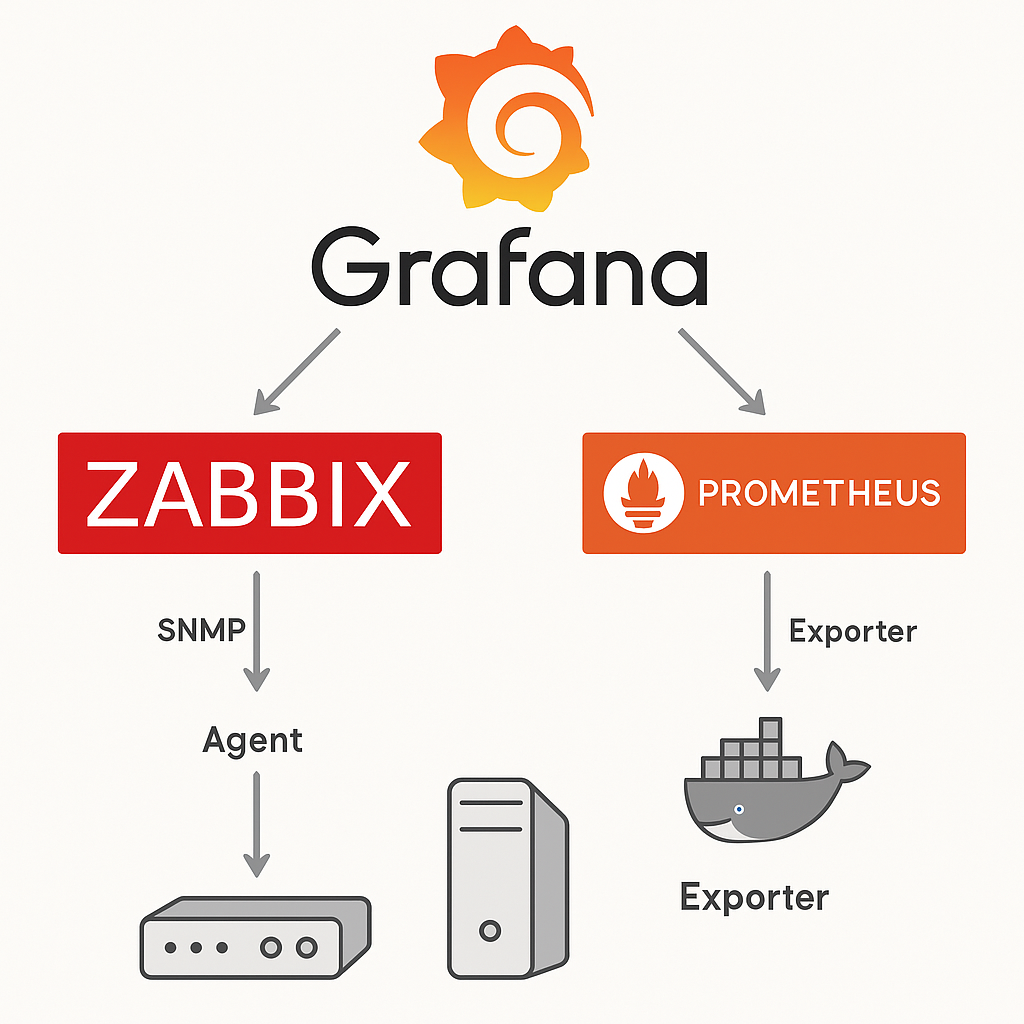 Grafana
ZABBIX
PROMETHEUS
SNMP
Exporter
Agent
Exporter